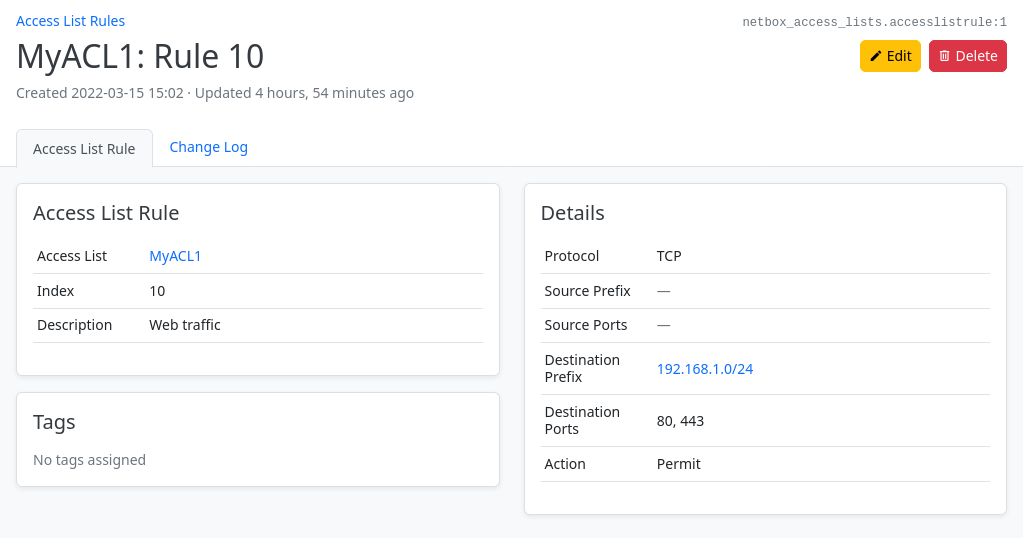 Access List Rules
netbox_access_lists.accesslistrule:1
MyACL1: Rule 10
Edit
Delete
Created 2022-03-15 15:02 · Updated 4 hours, 54 minutes ago
Access List Rule
Change Log
Access List Rule
Access List MyACL1
Index 10
Description Web traffic
Tags
No tags assigned
Details
Protocol TCP
Source Prefix —
Source Ports —
Destination
Prefix
192.168.1.0/24
Destination
Ports
80, 443
Action Permit